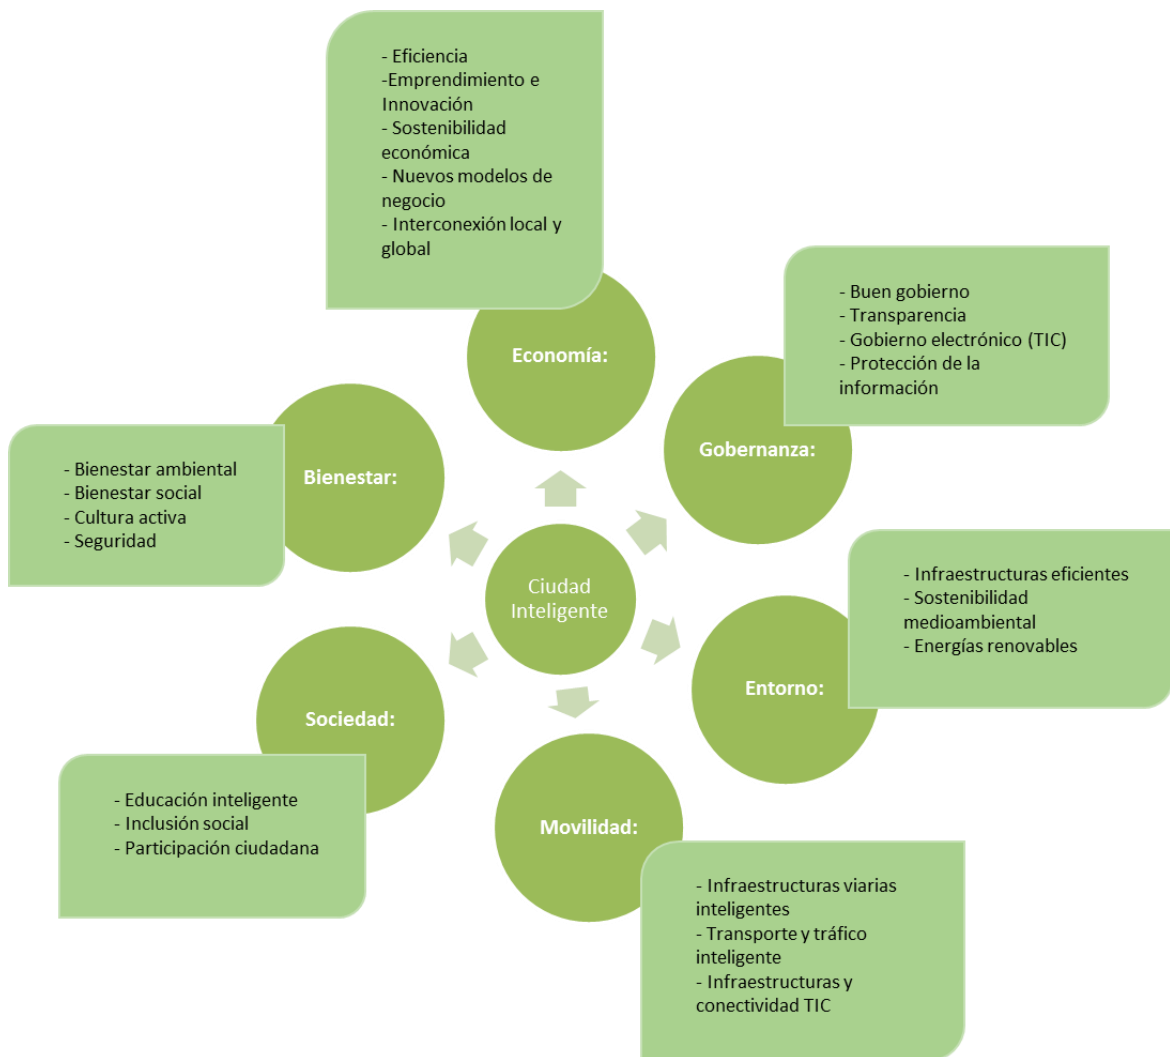 - Eficiencia
-Emprendimiento e
Innovación
- Sostenibilidad
económica
- Nuevos modelos de
negocio
- Interconexión local y
global
Economía:
- Buen gobierno
- Transparencia
- Gobierno electrónico (TIC)
- Protección de la
información
Gobernanza:
- Bienestar ambiental
- Bienestar social
- Cultura activa
- Seguridad
Bienestar:
Ciudad
Inteligente
- Infraestructuras eficientes
- Sostenibilidad
medioambiental
- Energías renovables
Entorno:
Sociedad:
- Educación inteligente
- Inclusión social
- Participación ciudadana
Movilidad:
- Infraestructuras viarias
inteligentes
- Transporte y tráfico
inteligente
- Infraestructuras y
conectividad TIC